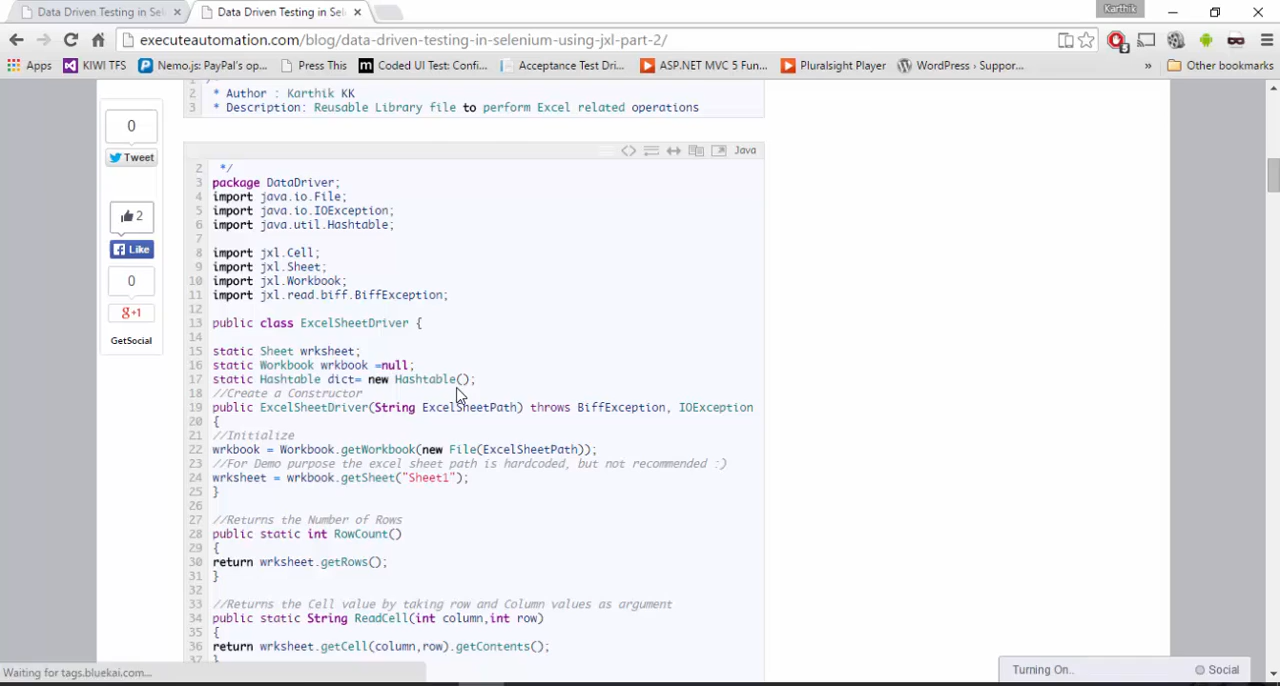 Data Driven Testing in Sel
Data Driven Testing in Sel
Karthik
executeautomation.com/blog/data-driven-testing-in-selenium-using-jxl-part-2/
Apps KIWI TFS Nemo.js: PayPal's op... Press This Coded UI Test: Confi... Acceptance Test Dri... ASP.NET MVC 5 Fun... Pluralsight Player WordPress › Suppor... » Other bookmarks
2 * Author : Karthik KK
3 * Description: Reusable Library file to perform Excel related operations
0
Tweet
2
Like
0
g+1
GetSocial
Java
2 */
3 package DataDriver;
4 import java.io.File;
5 import java.io.IOException;
6 import java.util.Hashtable;
7
8 import jxl.Cell;
9 import jxl.Sheet;
10 import jxl.Workbook;
11 import jxl.read.biff.BiffException;
12
13 public class ExcelSheetDriver {
14
15 static Sheet wrksheet;
16 static Workbook wrkbook =null;
17 static Hashtable dict= new Hashtable();
18 //Create a Constructor
19 public ExcelSheetDriver(String ExcelSheetPath) throws BiffException, IOException
20 {
21 //Initialize
22 wrkbook = Workbook.getWorkbook(new File(ExcelSheetPath));
23 //For Demo purpose the excel sheet path is hardcoded, but not recommended :)
24 wrksheet = wrkbook.getSheet("Sheet1");
25 }
26
27 //Returns the Number of Rows
28 public static int RowCount()
29 {
30 return wrksheet.getRows();
31 }
32
33 //Returns the Cell value by taking row and Column values as argument
34 public static String ReadCell(int column,int row)
35 {
36 return wrksheet.getCell(column,row).getContents();
37 }
Waiting for tags.bluekai.com...
Turning On.. Social